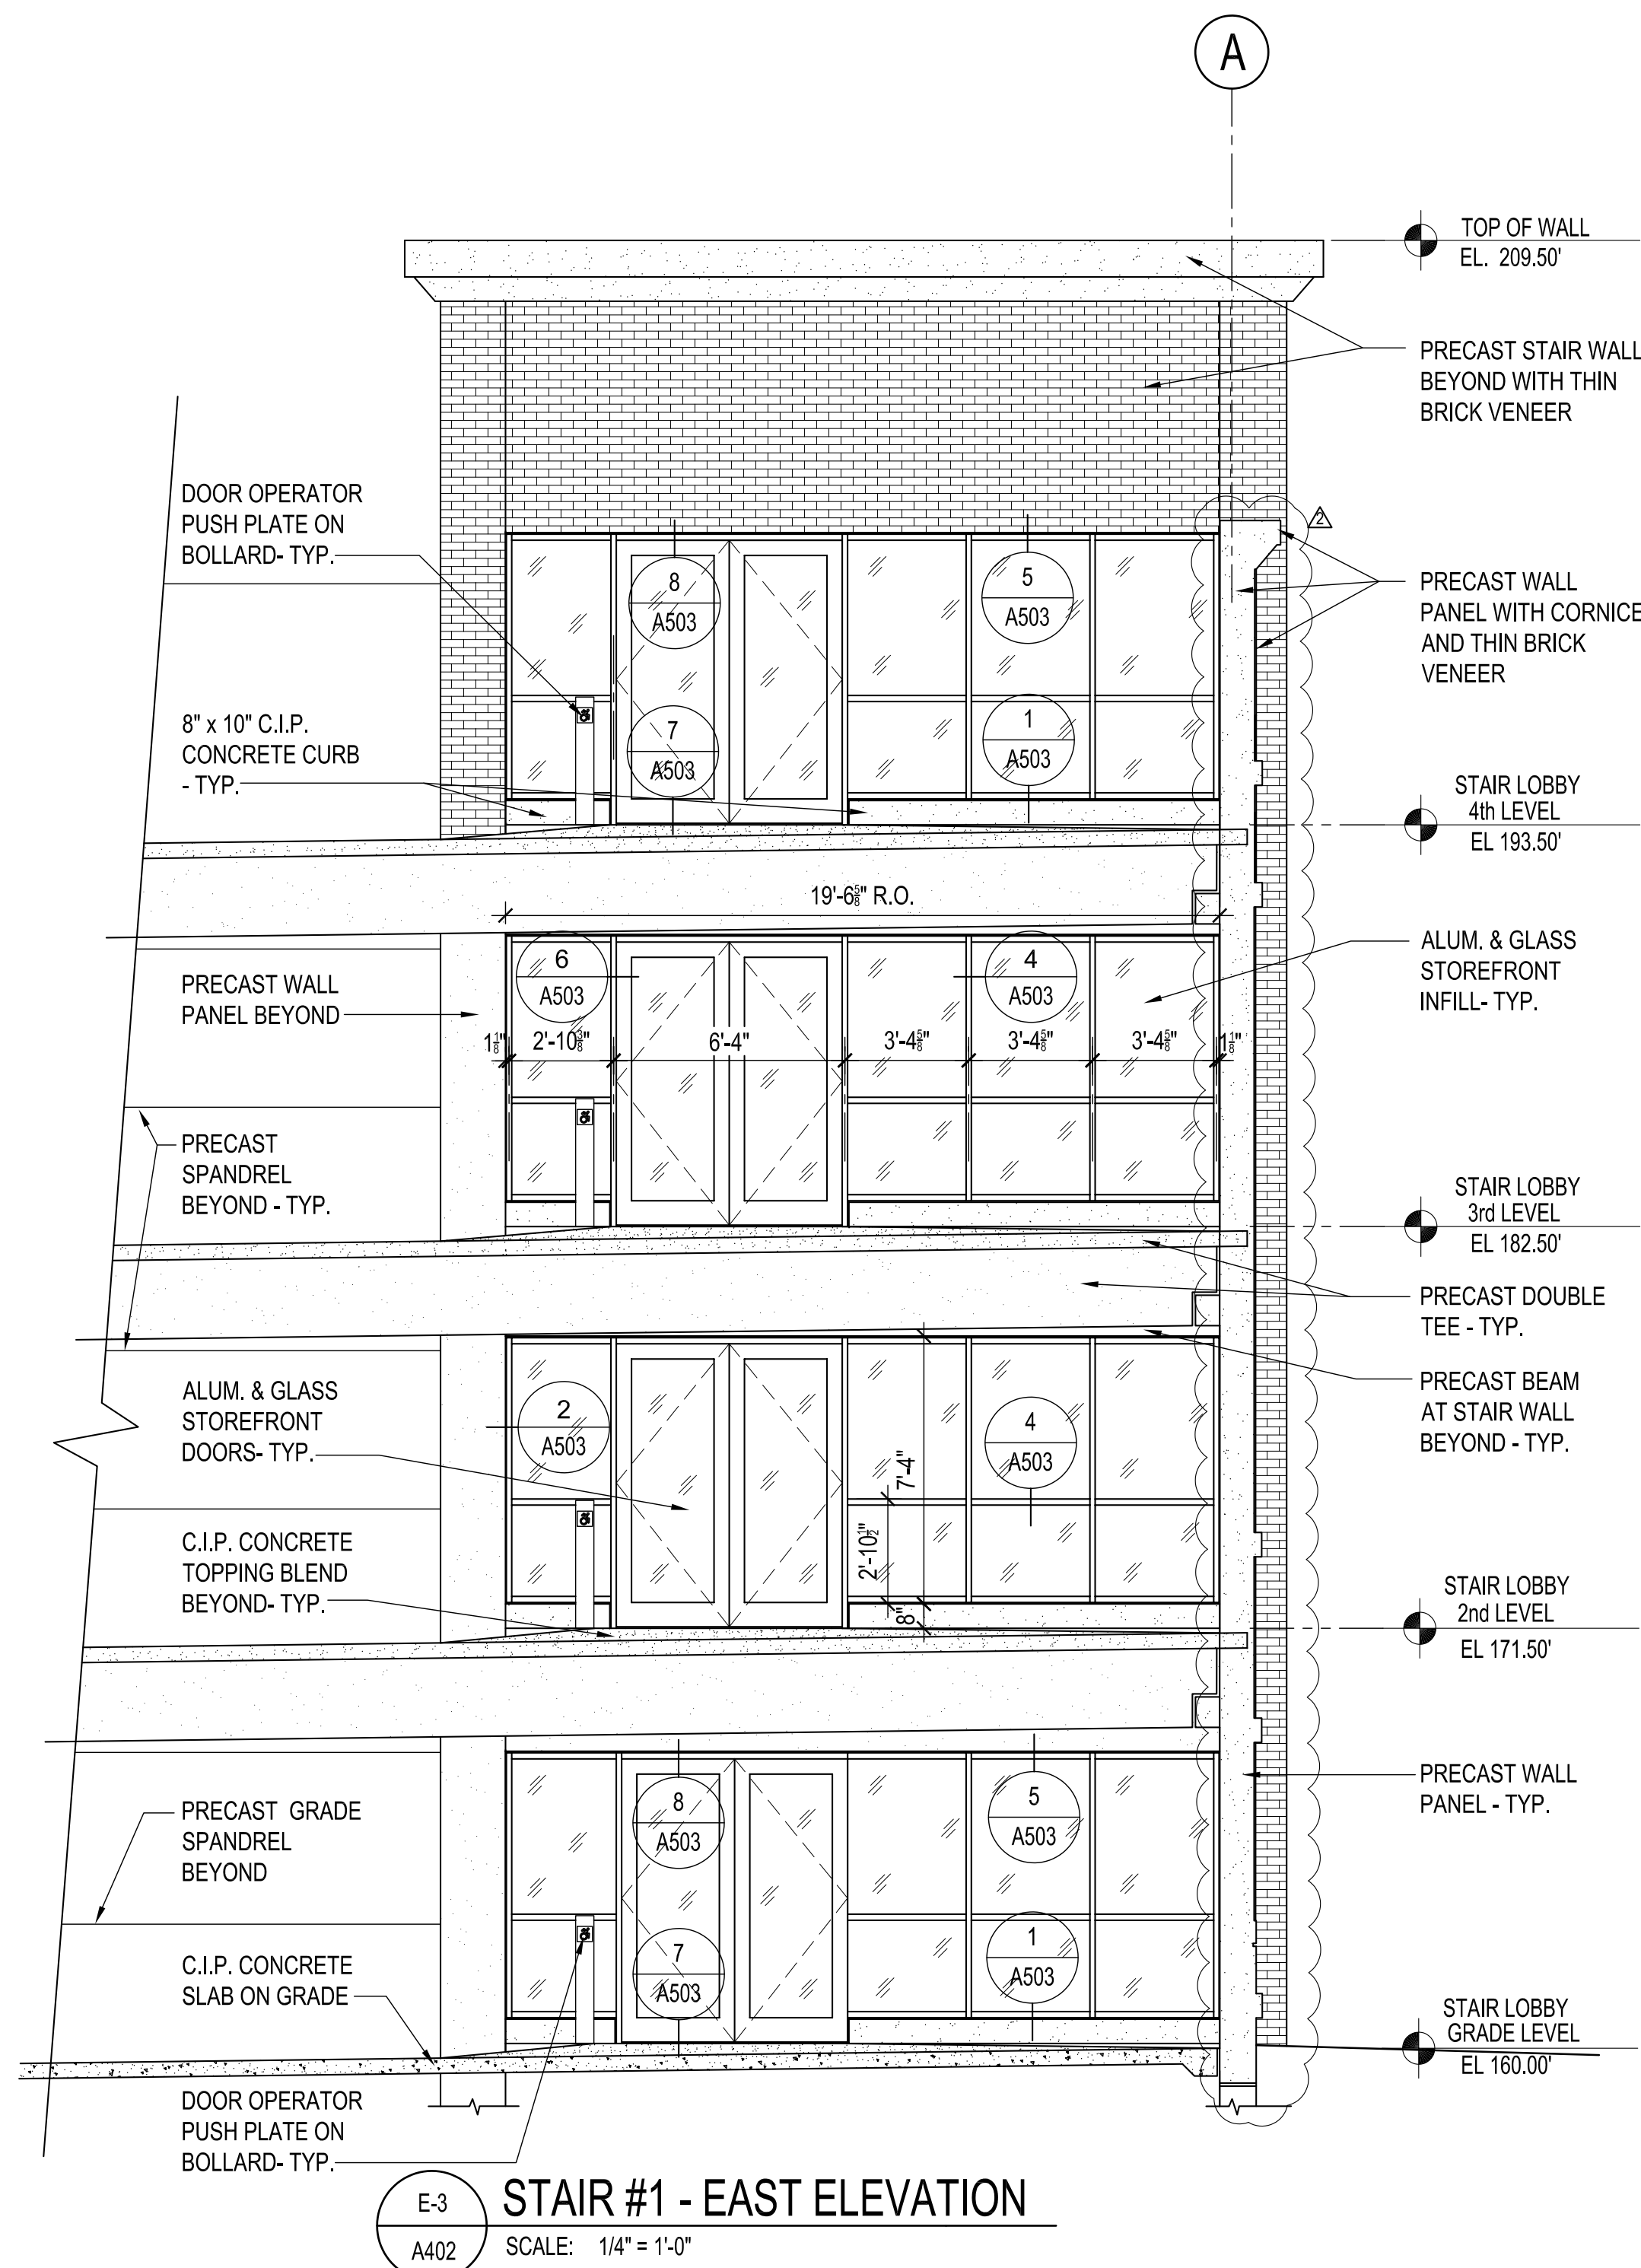 A
TOP OF WALL
EL. 209.50'
PRECAST STAIR WALL
BEYOND WITH THIN
BRICK VENEER
DOOR OPERATOR
PUSH PLATE ON
BOLLARD- TYP.
2
8
A503
5
A503
PRECAST WALL
PANEL WITH CORNICE
AND THIN BRICK
VENEER
8" x 10" C.I.P.
CONCRETE CURB
- TYP.
7
A503
1
A503
STAIR LOBBY
4th LEVEL
EL 193.50'
19'-6⅝" R.O.
PRECAST WALL
PANEL BEYOND
6
A503
4
A503
ALUM. & GLASS
STOREFRONT
INFILL- TYP.
1⅛" 2'-10⅜" 6'-4" 3'-4⅝" 3'-4⅝" 3'-4⅝" 1⅛"
PRECAST
SPANDREL
BEYOND - TYP.
STAIR LOBBY
3rd LEVEL
EL 182.50'
PRECAST DOUBLE
TEE - TYP.
PRECAST BEAM
AT STAIR WALL
BEYOND - TYP.
ALUM. & GLASS
STOREFRONT
DOORS- TYP.
2
A503
4
A503
7'-4"
2'-10½"
8"
C.I.P. CONCRETE
TOPPING BLEND
BEYOND- TYP.
STAIR LOBBY
2nd LEVEL
EL 171.50'
PRECAST GRADE
SPANDREL
BEYOND
8
A503
5
A503
PRECAST WALL
PANEL - TYP.
C.I.P. CONCRETE
SLAB ON GRADE
7
A503
1
A503
STAIR LOBBY
GRADE LEVEL
EL 160.00'
DOOR OPERATOR
PUSH PLATE ON
BOLLARD- TYP.
E-3
A402
STAIR #1 - EAST ELEVATION
SCALE: 1/4" = 1'-0"